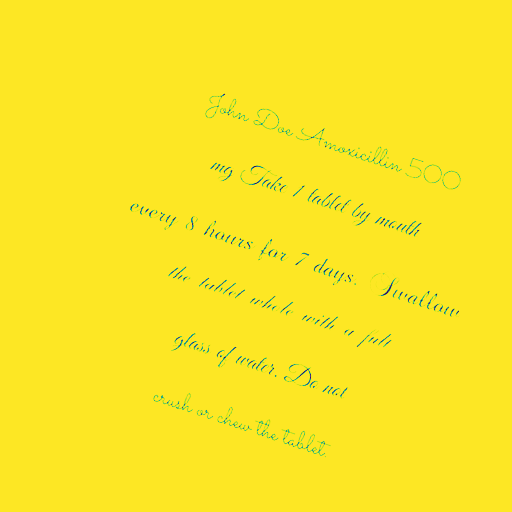 John Doe Amoxicillin 500
mg Take 1 tablet by mouth
every 8 hours for 7 days. Swallow
the tablet whole with a full
glass of water. Do not
crush or chew the tablet.